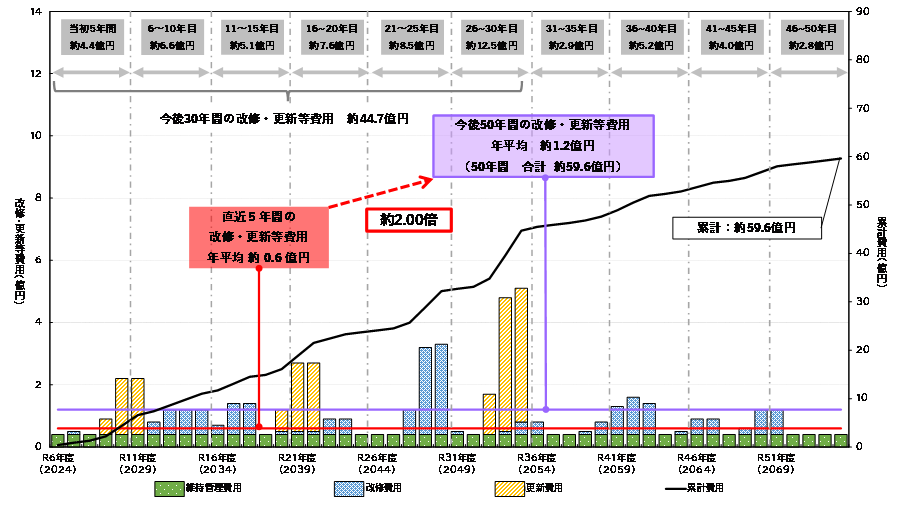 当初5年間
約4.4億円
6～10年目
約6.6億円
11～15年目
約5.1億円
16～20年目
約7.6億円
21～25年目
約8.5億円
26～30年目
約12.5億円
31～35年目
約2.9億円
36～40年目
約5.2億円
41～45年目
約4.0億円
46～50年目
約2.8億円
今後30年間の改修・更新等費用　約44.7億円
今後50年間の改修・更新等費用
年平均　約1.2億円
（50年間　合計 約59.6億円）
直近５年間の
改修・更新等費用
年平均 約 0.6 億円
約2.00倍
累計：約59.6億円
改修・更新等費用（億円）
14
12
10
8
6
4
2
0
累計費用（億円）
90
80
70
60
50
40
30
20
10
0
R6年度
（2024）
R11年度
（2029）
R16年度
（2034）
R21年度
（2039）
R26年度
（2044）
R31年度
（2049）
R36年度
（2054）
R41年度
（2059）
R46年度
（2064）
R51年度
（2069）
維持管理費用
改修費用
更新費用
累計費用